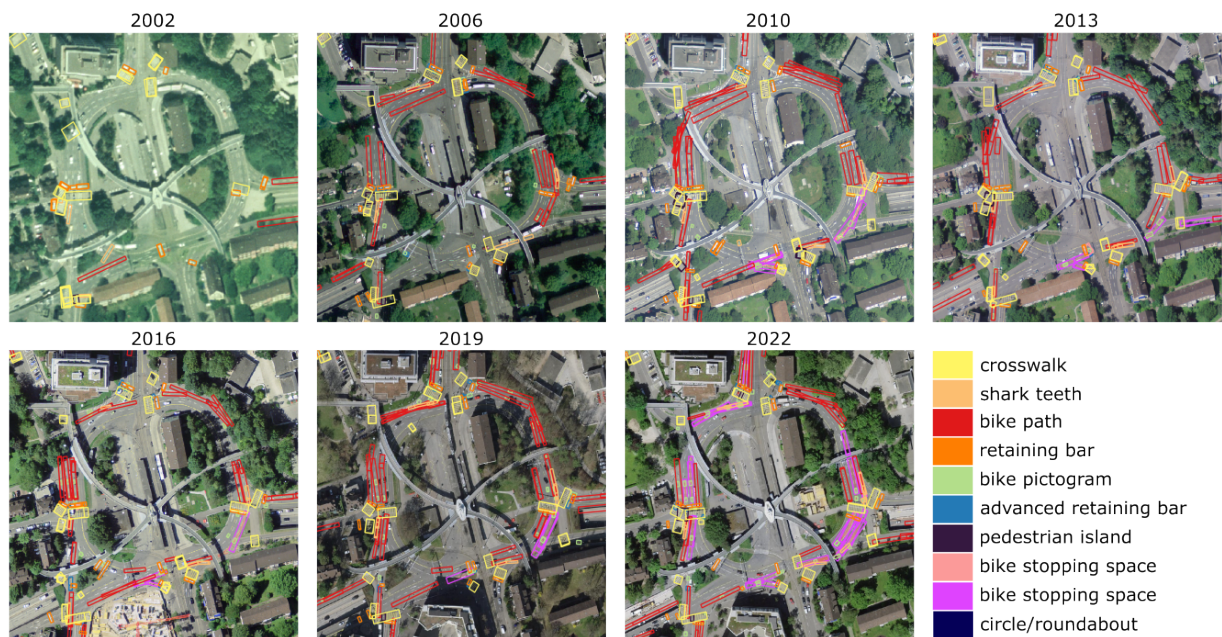 2002
2006
2010
2013
2016
2019
2022
crosswalk
shark teeth
bike path
retaining bar
bike pictogram
advanced retaining bar
pedestrian island
bike stopping space
bike stopping space
circle/roundabout